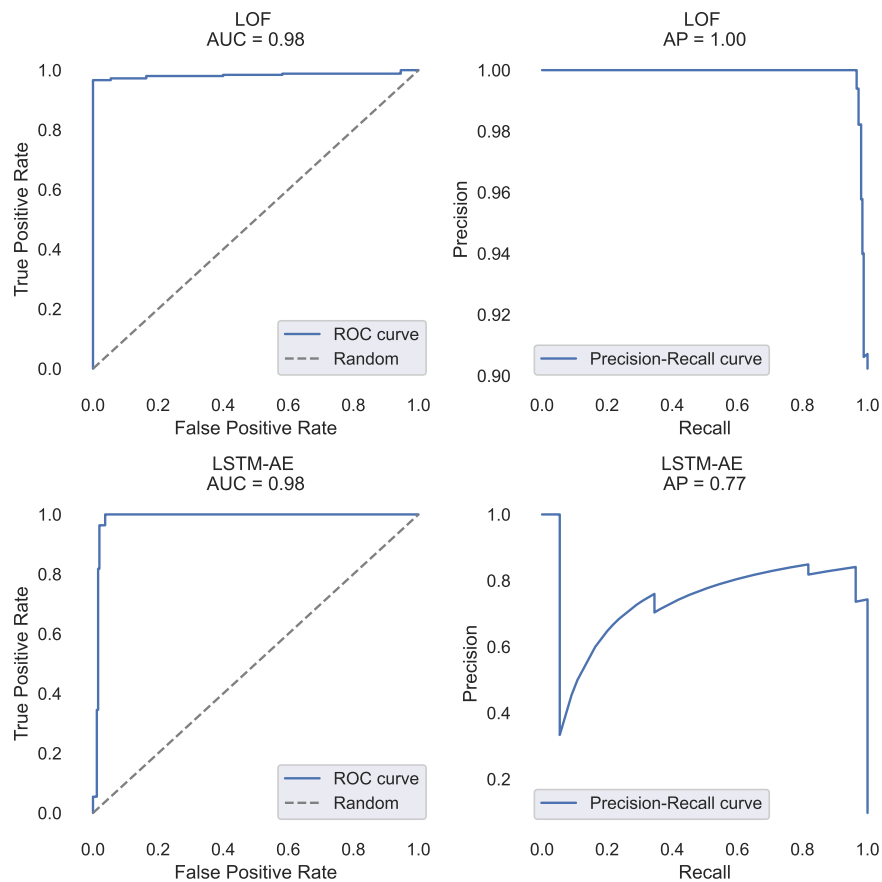 LOF
AUC = 0.98
1.0
0.8
0.6
0.4
0.2
0.0
True Positive Rate
ROC curve
Random
0.0 0.2 0.4 0.6 0.8 1.0
False Positive Rate
LOF
AP = 1.00
1.00
0.98
0.96
0.94
0.92
0.90
Precision
Precision-Recall curve
0.0 0.2 0.4 0.6 0.8 1.0
Recall
LSTM-AE
AUC = 0.98
1.0
0.8
0.6
0.4
0.2
0.0
True Positive Rate
ROC curve
Random
0.0 0.2 0.4 0.6 0.8 1.0
False Positive Rate
LSTM-AE
AP = 0.77
1.0
0.8
0.6
0.4
0.2
Precision
Precision-Recall curve
0.0 0.2 0.4 0.6 0.8 1.0
Recall